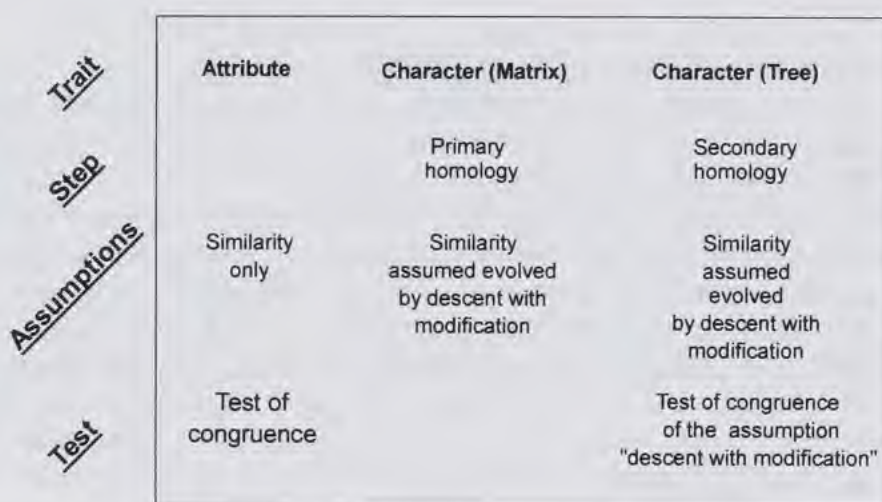 Trait
Attribute
Character (Matrix)
Character (Tree)
Step
Primary
homology
Secondary
homology
Assumptions
Similarity
only
Similarity
assumed evolved
by descent with
modification
Similarity
assumed
evolved
by descent with
modification
Test
Test of
congruence
Test of congruence
of the assumption
"descent with modification"